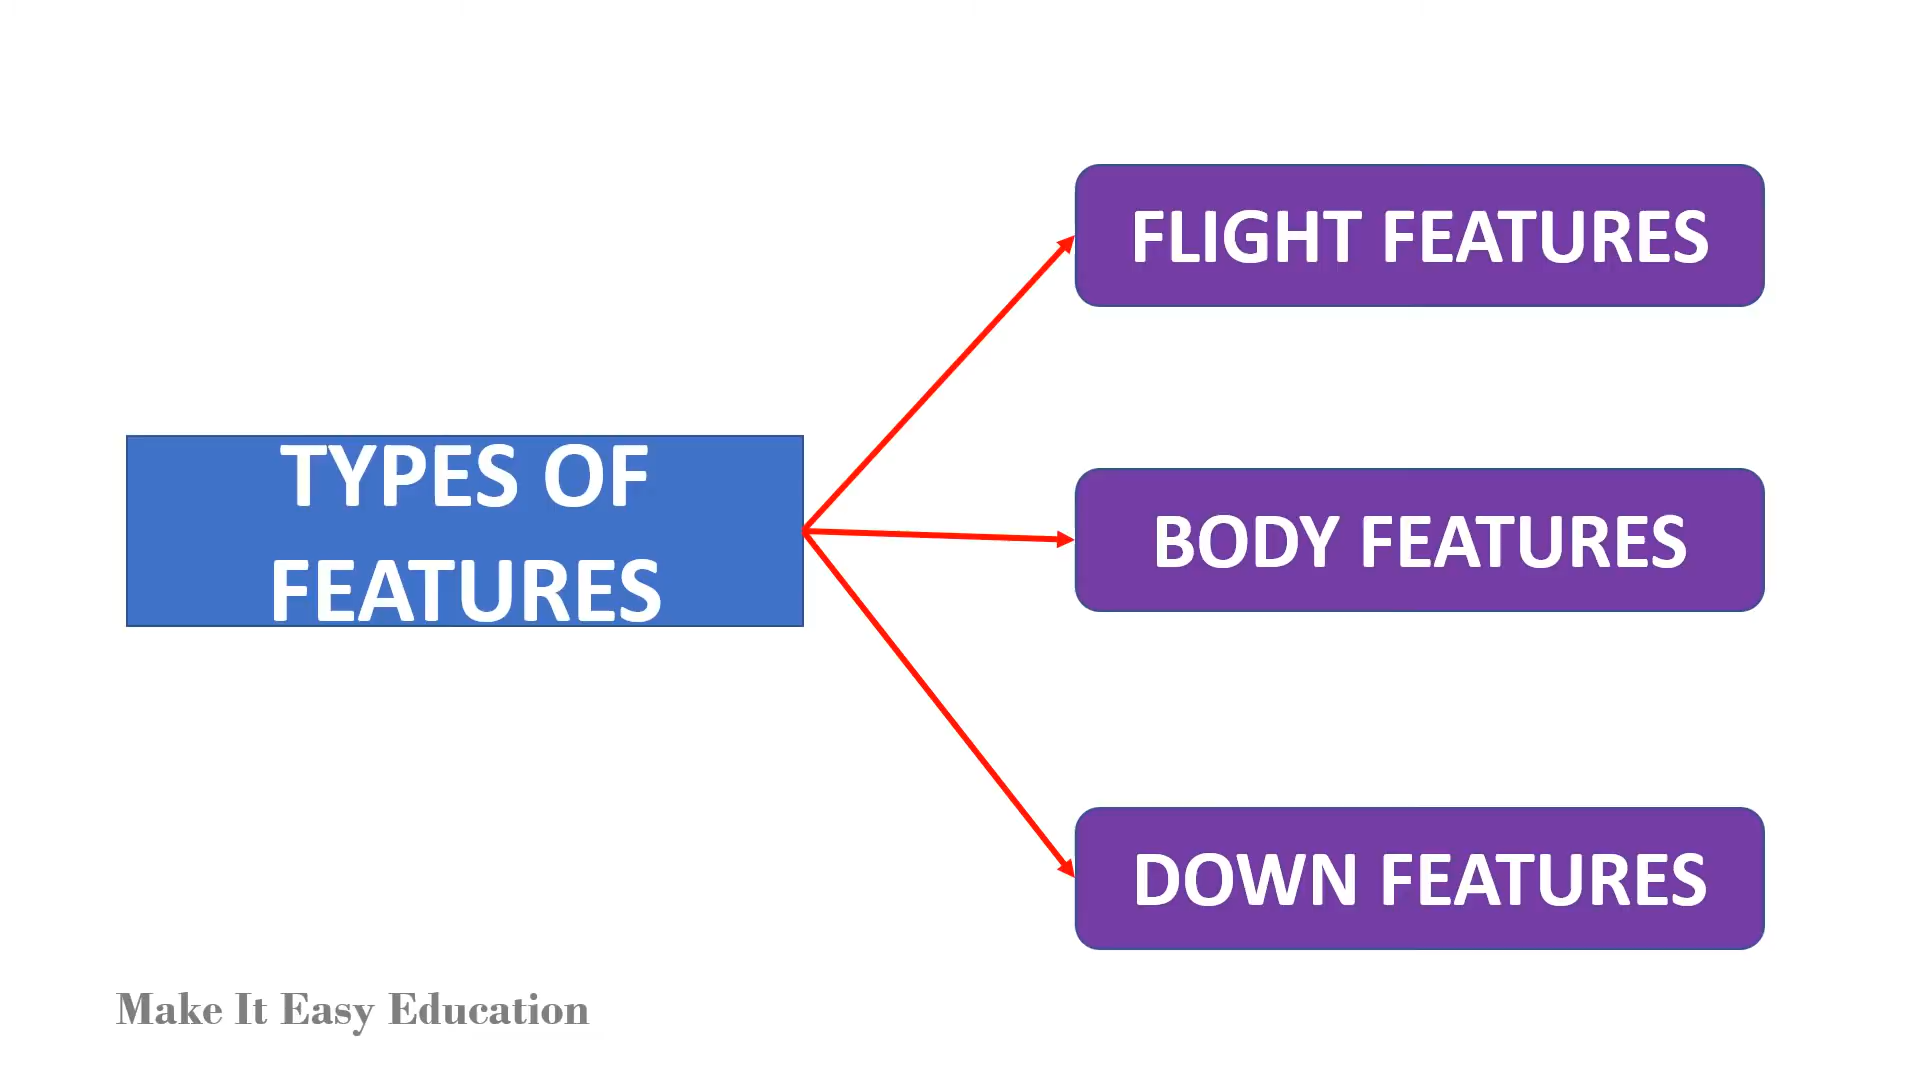 TYPES OF
FEATURES
FLIGHT FEATURES
BODY FEATURES
DOWN FEATURES
Make It Easy Education